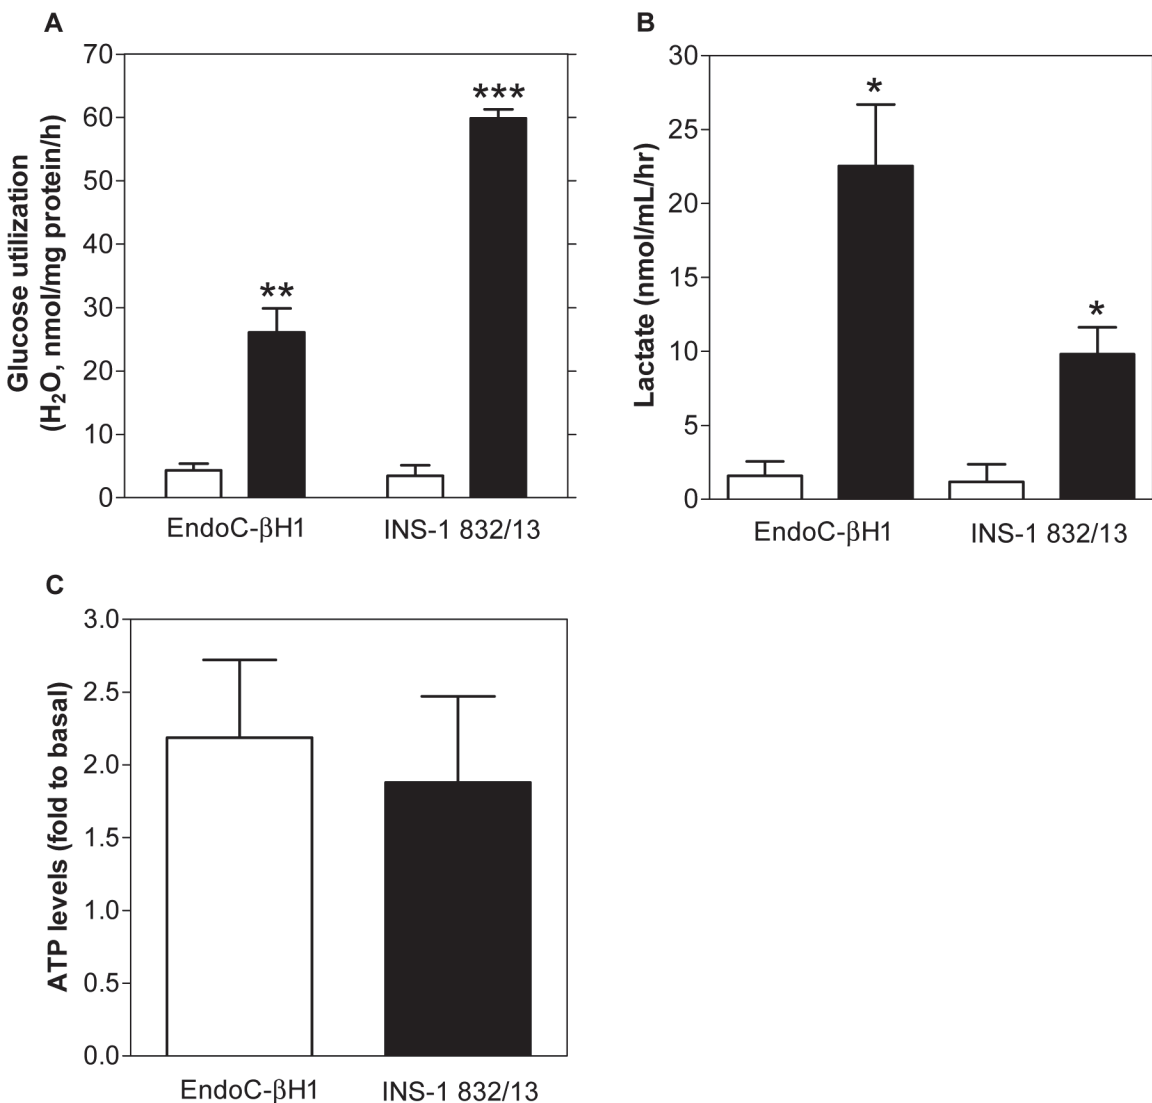 A
Glucose utilization
(H₂O, nmol/mg protein/h)
70
60
50
40
30
20
10
0
**
***
EndoC-βH1
INS-1 832/13
B
Lactate (nmol/mL/hr)
30
25
20
15
10
5
0
*
*
EndoC-βH1
INS-1 832/13
C
ATP levels (fold to basal)
3.0
2.5
2.0
1.5
1.0
0.5
0.0
EndoC-βH1
INS-1 832/13